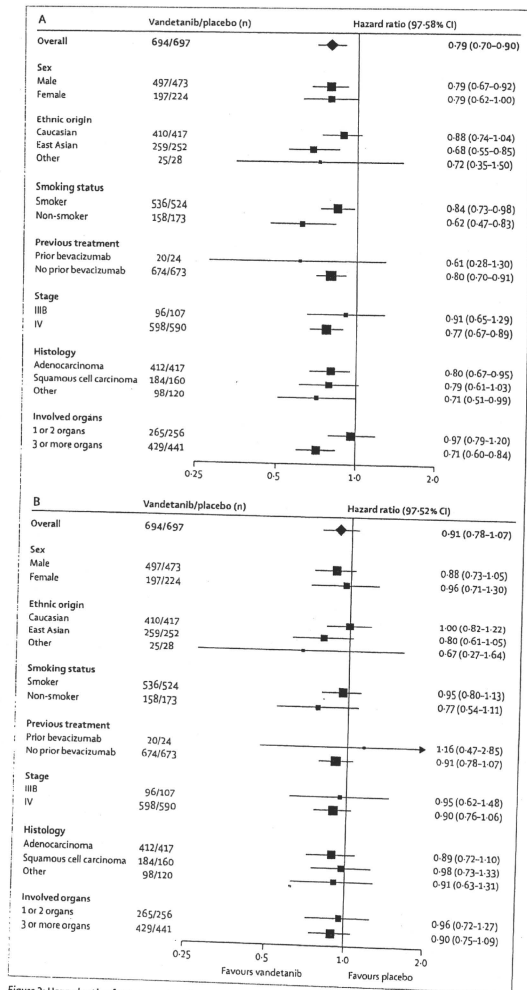 A
Vandetanib/placebo (n) Hazard ratio (97·58% CI)
Overall 694/697 0·79 (0·70–0·90)
Sex
Male 497/473 0·79 (0·67–0·92)
Female 197/224 0·79 (0·62–1·00)
Ethnic origin
Caucasian 410/417 0·88 (0·74–1·04)
East Asian 259/252 0·68 (0·55–0·85)
Other 25/28 0·72 (0·35–1·50)
Smoking status
Smoker 536/524 0·84 (0·73–0·98)
Non-smoker 158/173 0·62 (0·47–0·83)
Previous treatment
Prior bevacizumab 20/24 0·61 (0·28–1·30)
No prior bevacizumab 674/673 0·80 (0·70–0·91)
Stage
IIIB 96/107 0·91 (0·65–1·29)
IV 598/590 0·77 (0·67–0·89)
Histology
Adenocarcinoma 412/417 0·80 (0·67–0·95)
Squamous cell carcinoma 184/160 0·79 (0·61–1·03)
Other 98/120 0·71 (0·51–0·99)
Involved organs
1 or 2 organs 265/256 0·97 (0·79–1·20)
3 or more organs 429/441 0·71 (0·60–0·84)
0·25 0·5 1·0 2·0
B
Vandetanib/placebo (n) Hazard ratio (97·52% CI)
Overall 694/697 0·91 (0·78–1·07)
Sex
Male 497/473 0·88 (0·73–1·05)
Female 197/224 0·96 (0·71–1·30)
Ethnic origin
Caucasian 410/417 1·00 (0·82–1·22)
East Asian 259/252 0·80 (0·61–1·05)
Other 25/28 0·67 (0·27–1·64)
Smoking status
Smoker 536/524 0·95 (0·80–1·13)
Non-smoker 158/173 0·77 (0·54–1·11)
Previous treatment
Prior bevacizumab 20/24 1·16 (0·47–2·85)
No prior bevacizumab 674/673 0·91 (0·78–1·07)
Stage
IIIB 96/107 0·95 (0·62–1·48)
IV 598/590 0·90 (0·76–1·06)
Histology
Adenocarcinoma 412/417 0·89 (0·72–1·10)
Squamous cell carcinoma 184/160 0·98 (0·73–1·33)
Other 98/120 0·91 (0·63–1·31)
Involved organs
1 or 2 organs 265/256 0·96 (0·72–1·27)
3 or more organs 429/441 0·90 (0·75–1·09)
0·25 0·5 1·0 2·0
Favours vandetanib Favours placebo